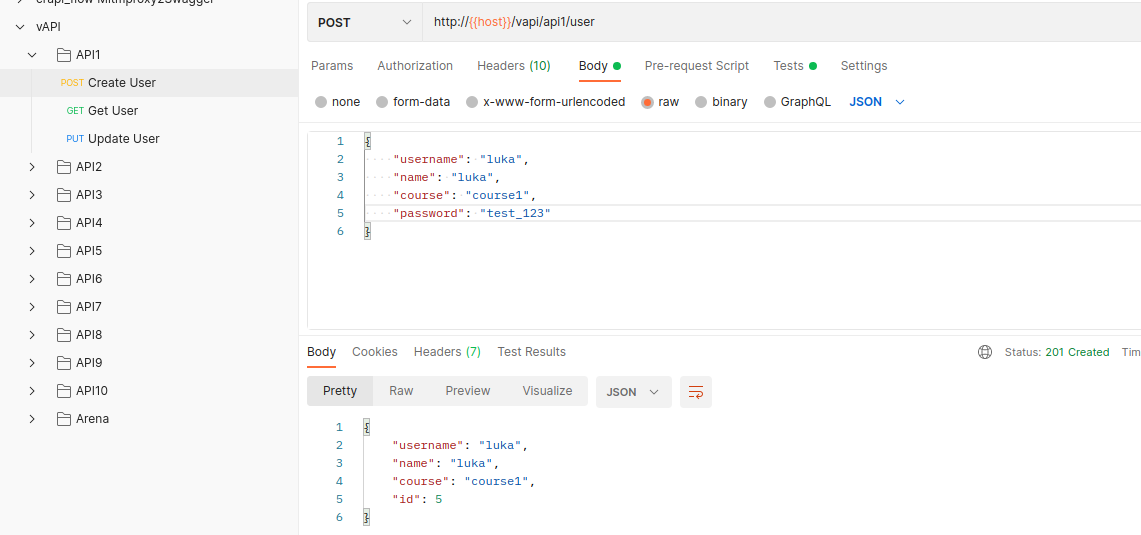 vAPI
API1
POST Create User
GET Get User
PUT Update User
API2
API3
API4
API5
API6
API7
API8
API9
API10
Arena
POST http://{{host}}/vapi/api1/user
Params Authorization Headers (10) Body Pre-request Script Tests Settings
none form-data x-www-form-urlencoded raw binary GraphQL JSON
1 {
2 "username": "luka",
3 "name": "luka",
4 "course": "course1",
5 "password": "test_123"
6 }
Body Cookies Headers (7) Test Results Status: 201 Created Tim
Pretty Raw Preview Visualize JSON
1 {
2 "username": "luka",
3 "name": "luka",
4 "course": "course1",
5 "id": 5
6 }